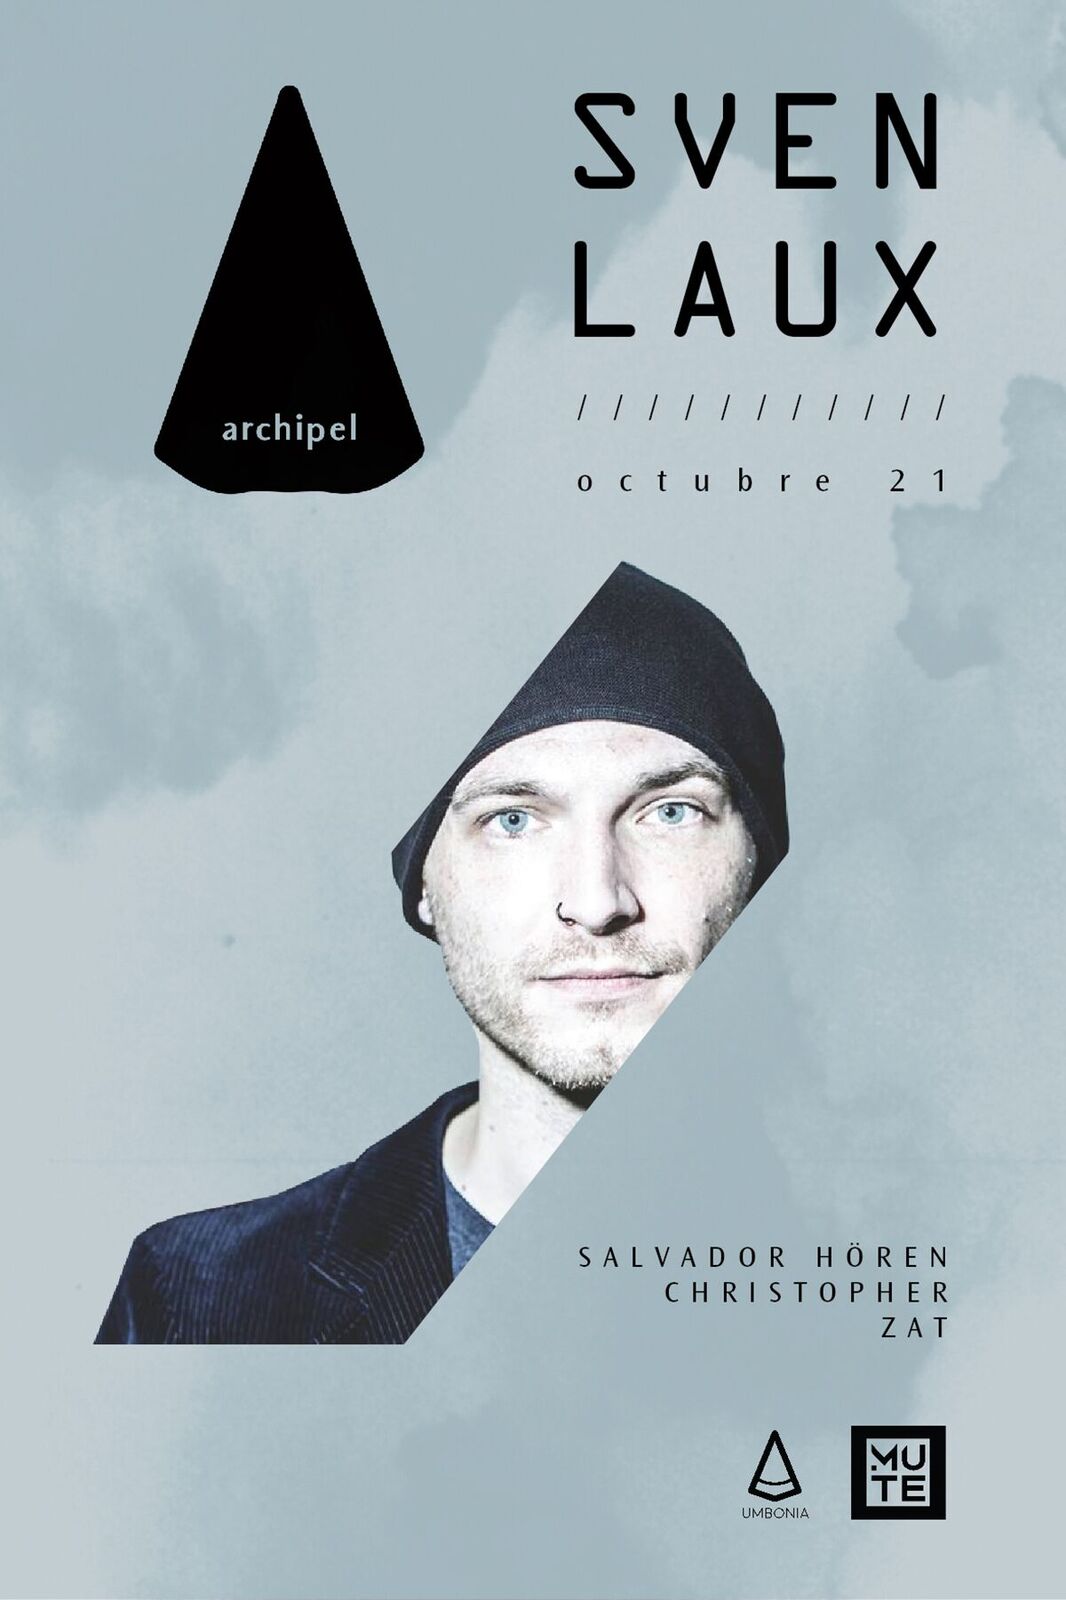 archipel
SVEN
LAUX
///////////
octubre 21
SALVADOR HÖREN
CHRISTOPHER
ZAT
UMBONIA
MU
TE